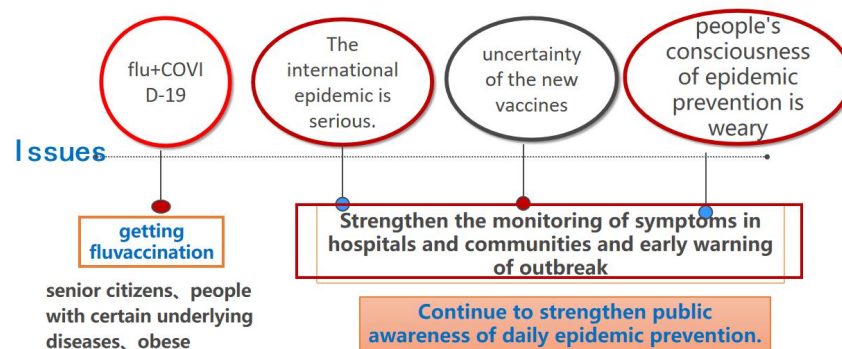 flu+COVI
D-19
The
international
epidemic is
serious.
uncertainty
of the new
vaccines
people's
consciousness
of epidemic
prevention is
weary
Issues
getting
fluvaccination
senior citizens、people
with certain underlying
diseases、obese
Strengthen the monitoring of symptoms in
hospitals and communities and early warning
of outbreak
Continue to strengthen public
awareness of daily epidemic prevention.